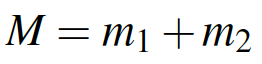 M = m₁ + m₂